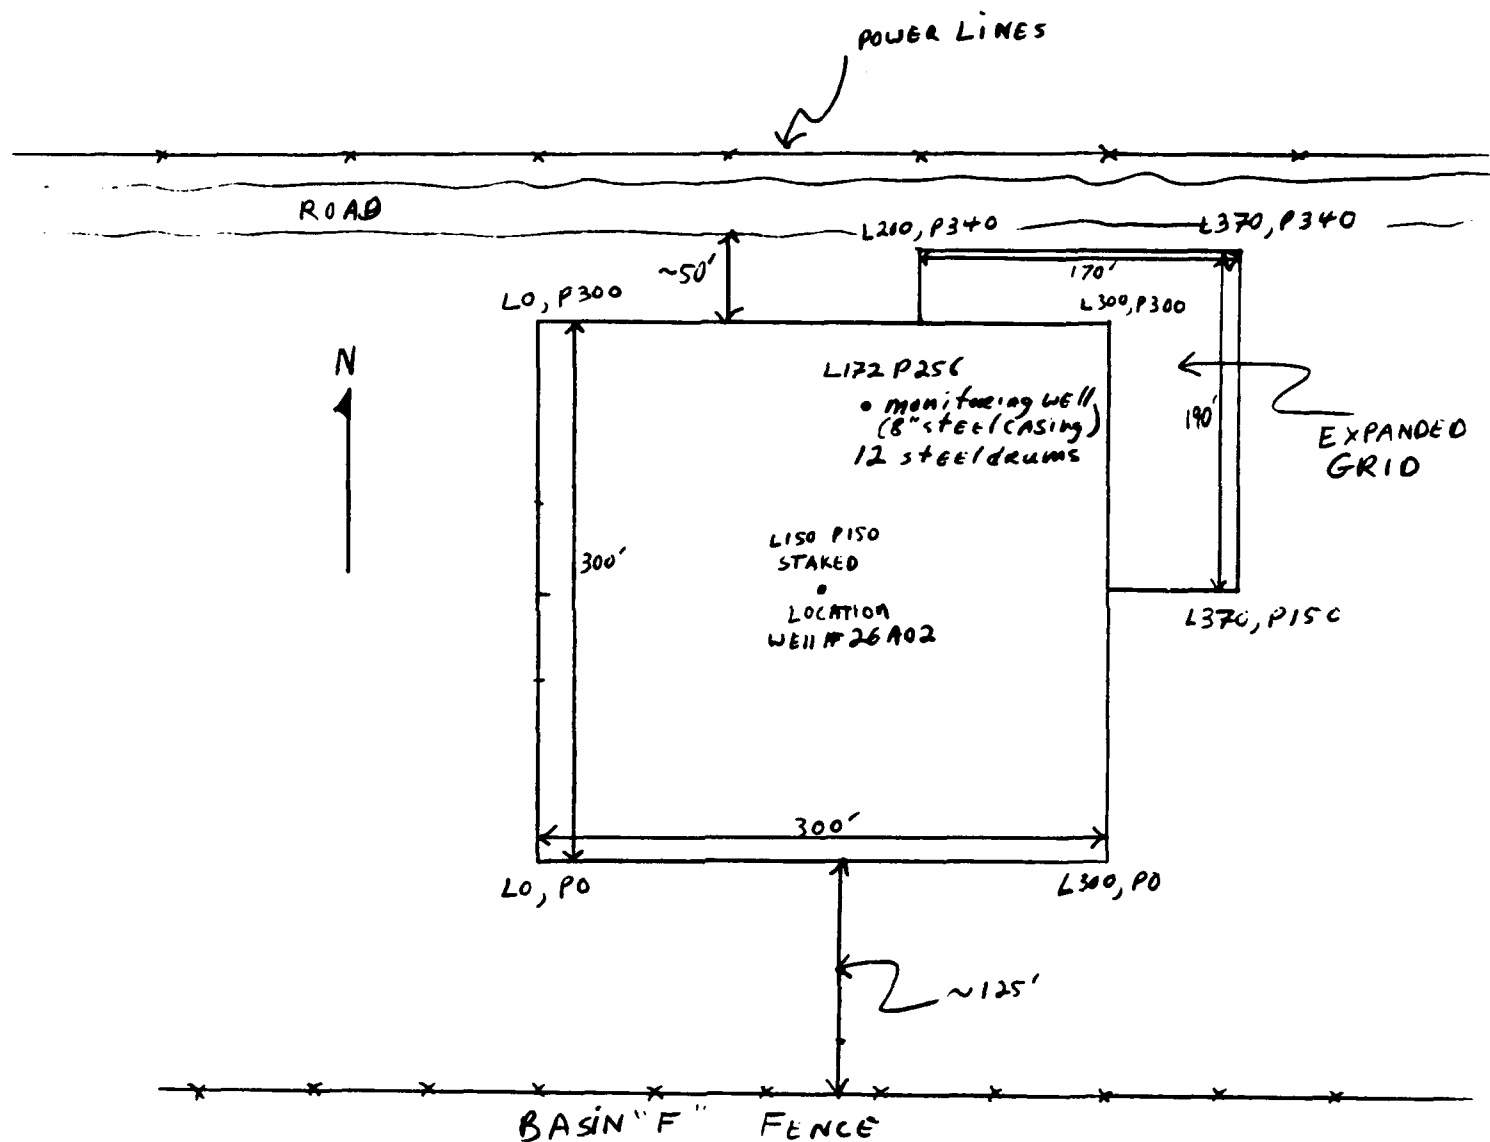 POWER LINES
ROAD
L200, P340
L370, P340
~50'
170'
L0, P300
L300, P300
N
L172 P256
• monitoring WELL
(8" STEEL CASing)
12 STEEL drums
190'
EXPANDED
GRID
L150 P150
STAKED
300'
LOCATION
WEll # 26A02
L370, P150
300'
L0, P0
L300, P0
~125'
BASIN "F" FENCE